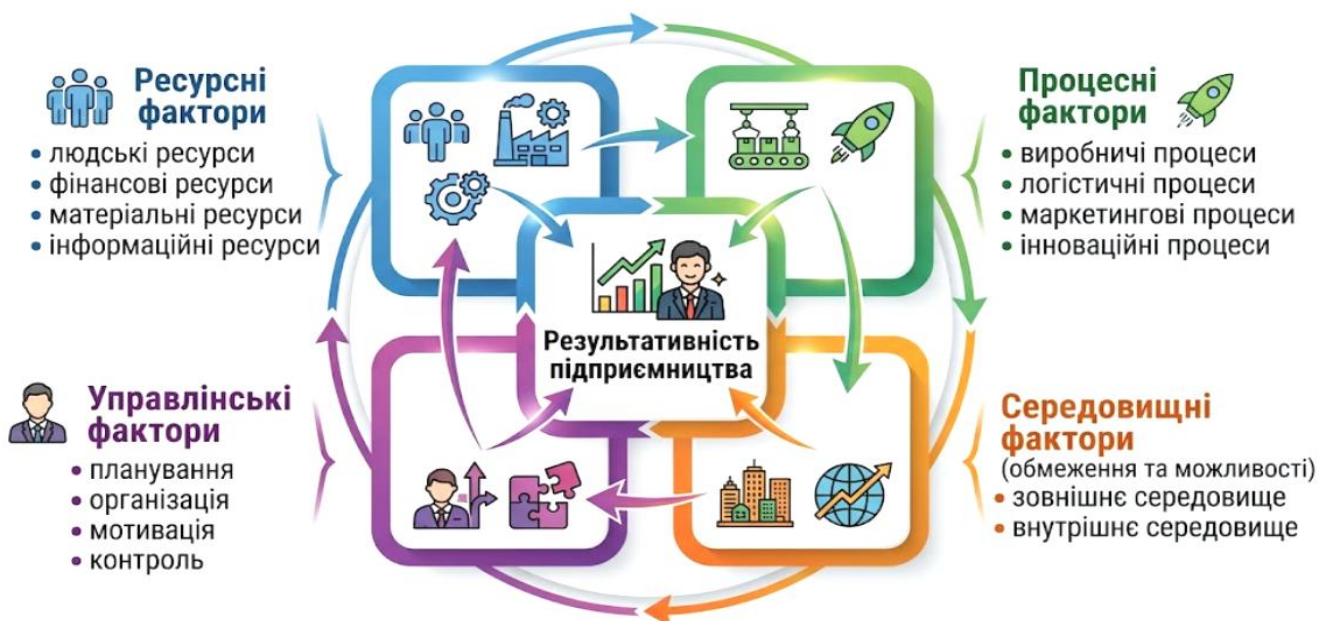 Ресурсні
фактори
• людські ресурси
• фінансові ресурси
• матеріальні ресурси
• інформаційні ресурси
Процесні
фактори
• виробничі процеси
• логістичні процеси
• маркетингові процеси
• інноваційні процеси
Результативність
підприємництва
Управлінські
фактори
• планування
• організація
• мотивація
• контроль
Середовищні
фактори
(обмеження та можливості)
• зовнішнє середовище
• внутрішнє середовище